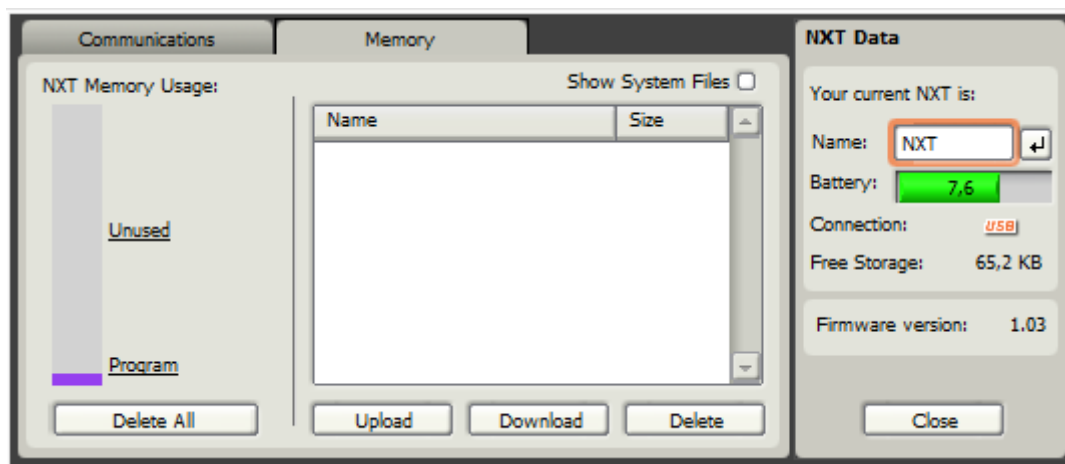 Communications
Memory
NXT Memory Usage:
Show System Files
Name
Size
Unused
Program
Delete All
Upload
Download
Delete
NXT Data
Your current NXT is:
Name: NXT
Battery: 7,6
Connection: USB
Free Storage: 65,2 KB
Firmware version: 1.03
Close